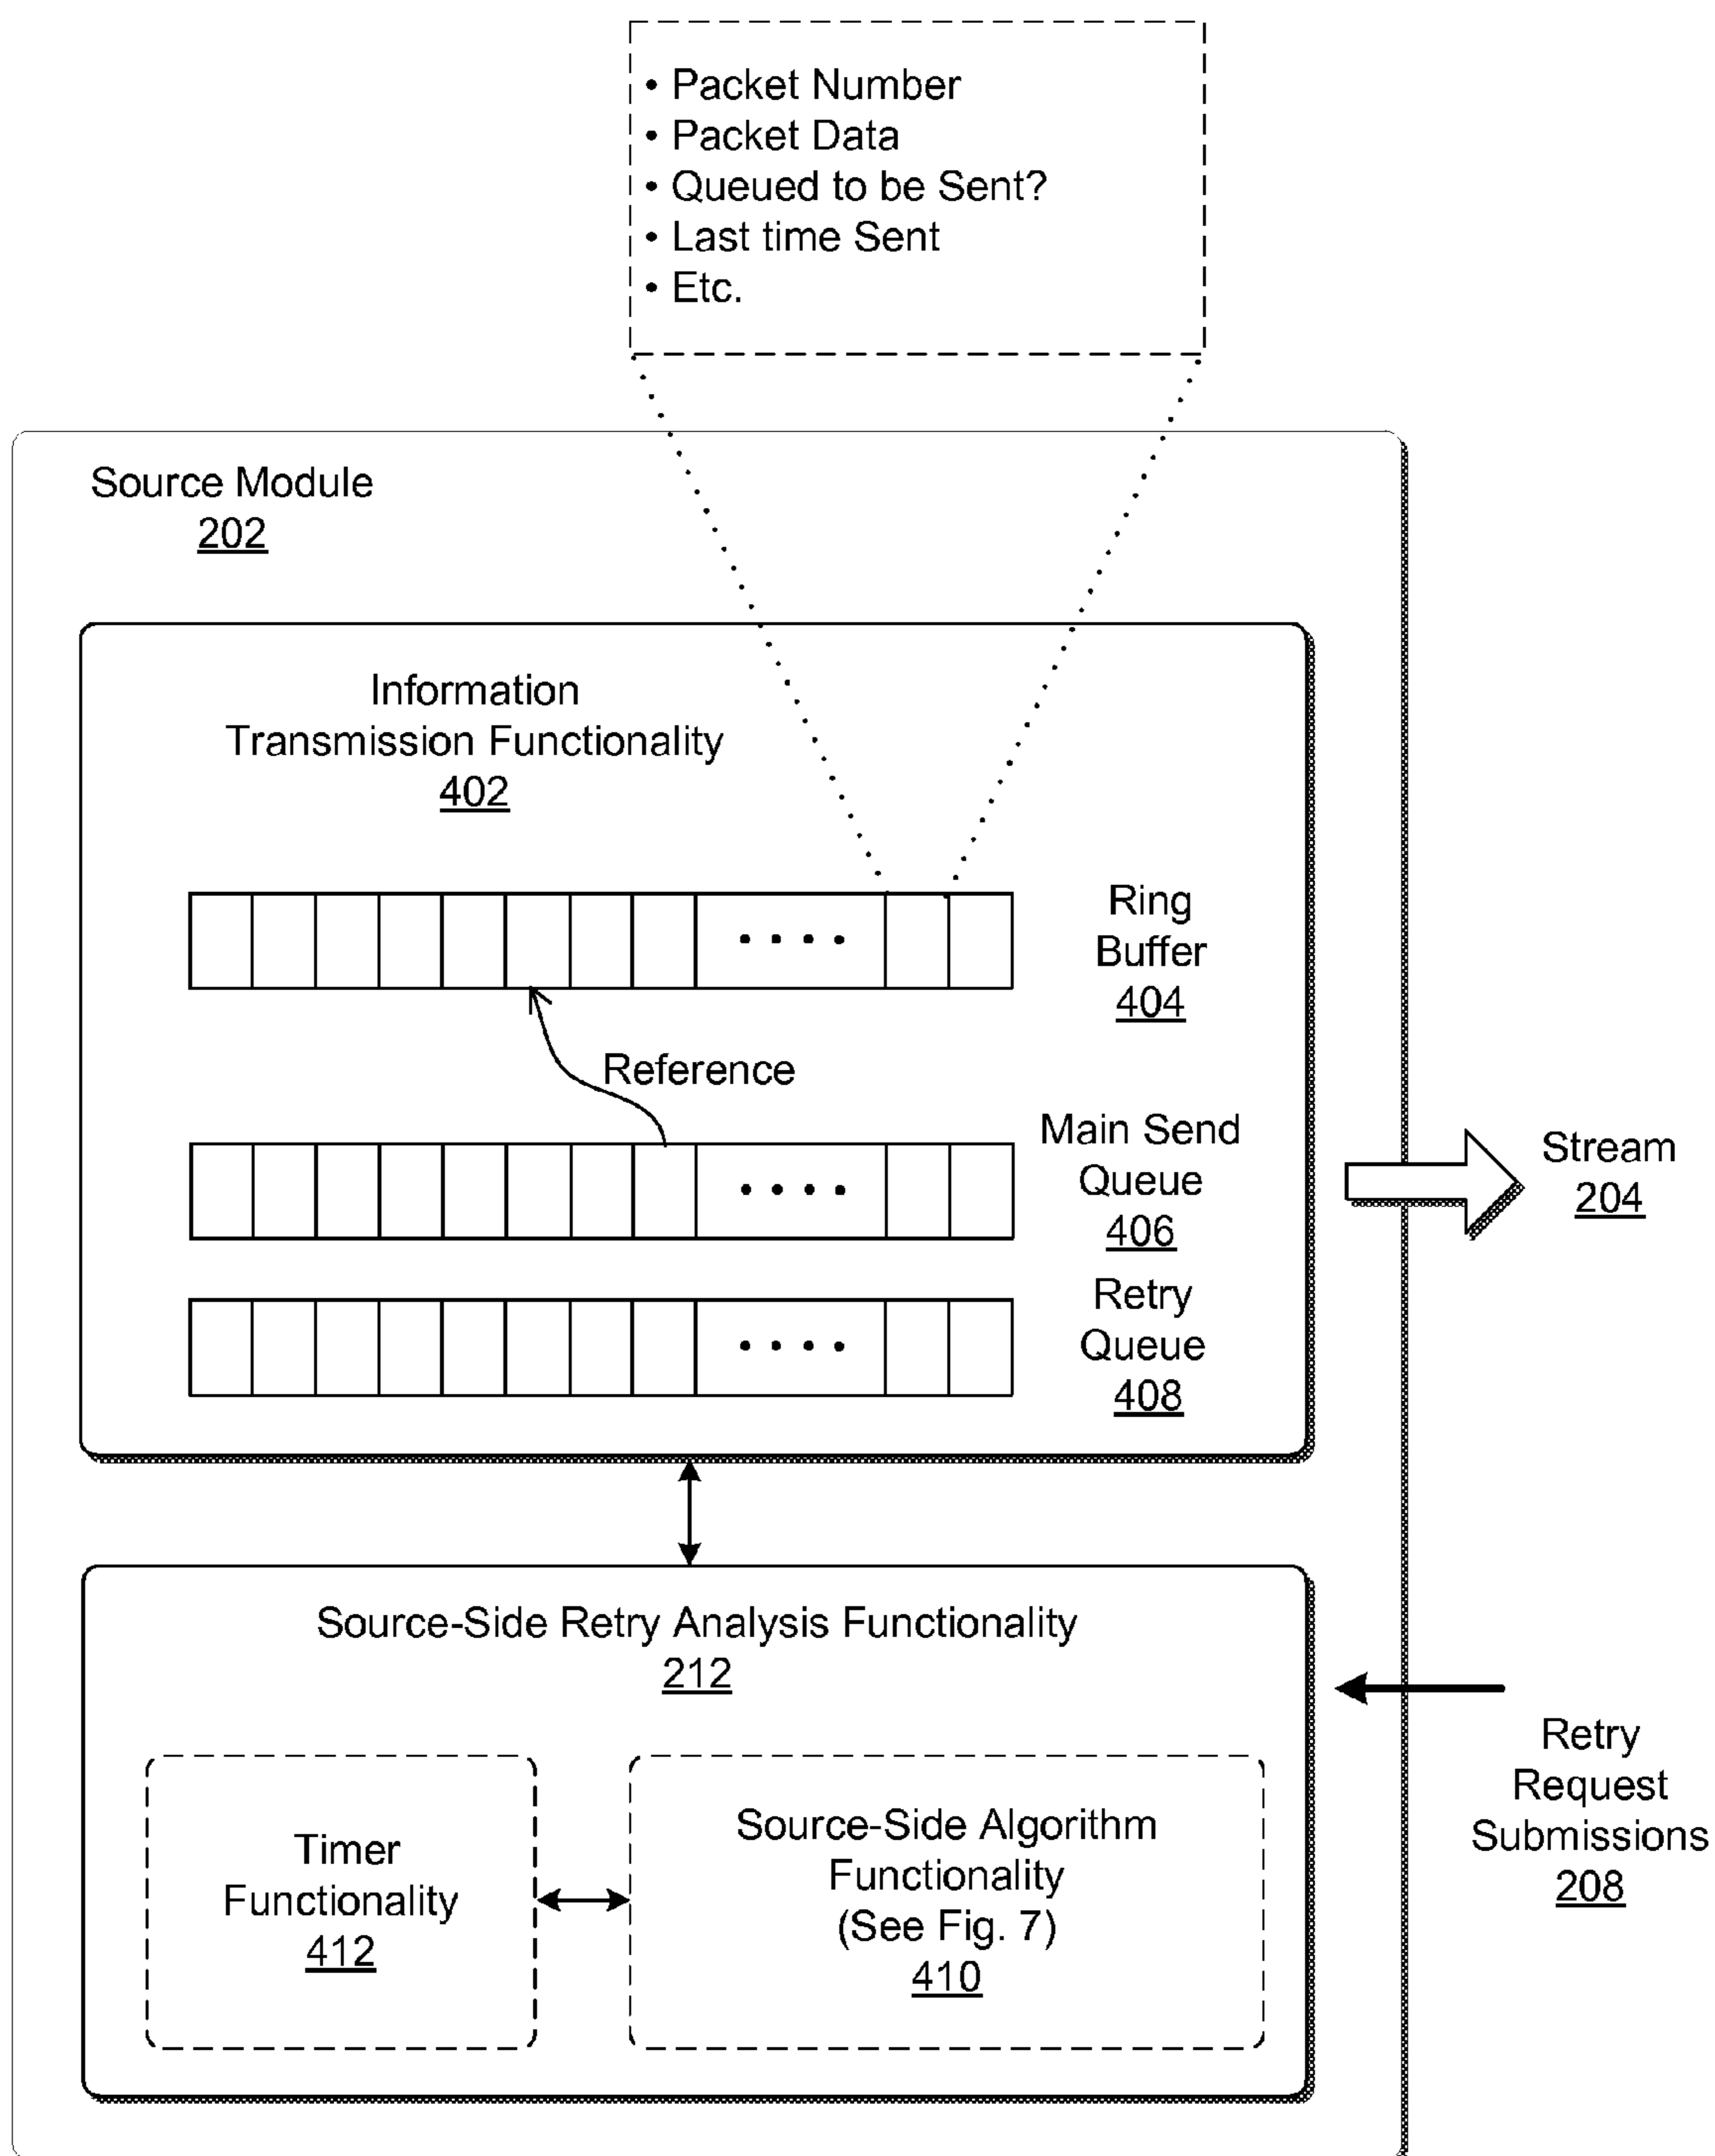 • Packet Number
• Packet Data
• Queued to be Sent?
• Last time Sent
• Etc.
Source Module
202
Information
Transmission Functionality
402
Ring
Buffer
404
Reference
Main Send
Queue
406
Stream
204
Retry
Queue
408
Source-Side Retry Analysis Functionality
212
Retry
Request
Submissions
208
Timer
Functionality
412
Source-Side Algorithm
Functionality
(See Fig. 7)
410